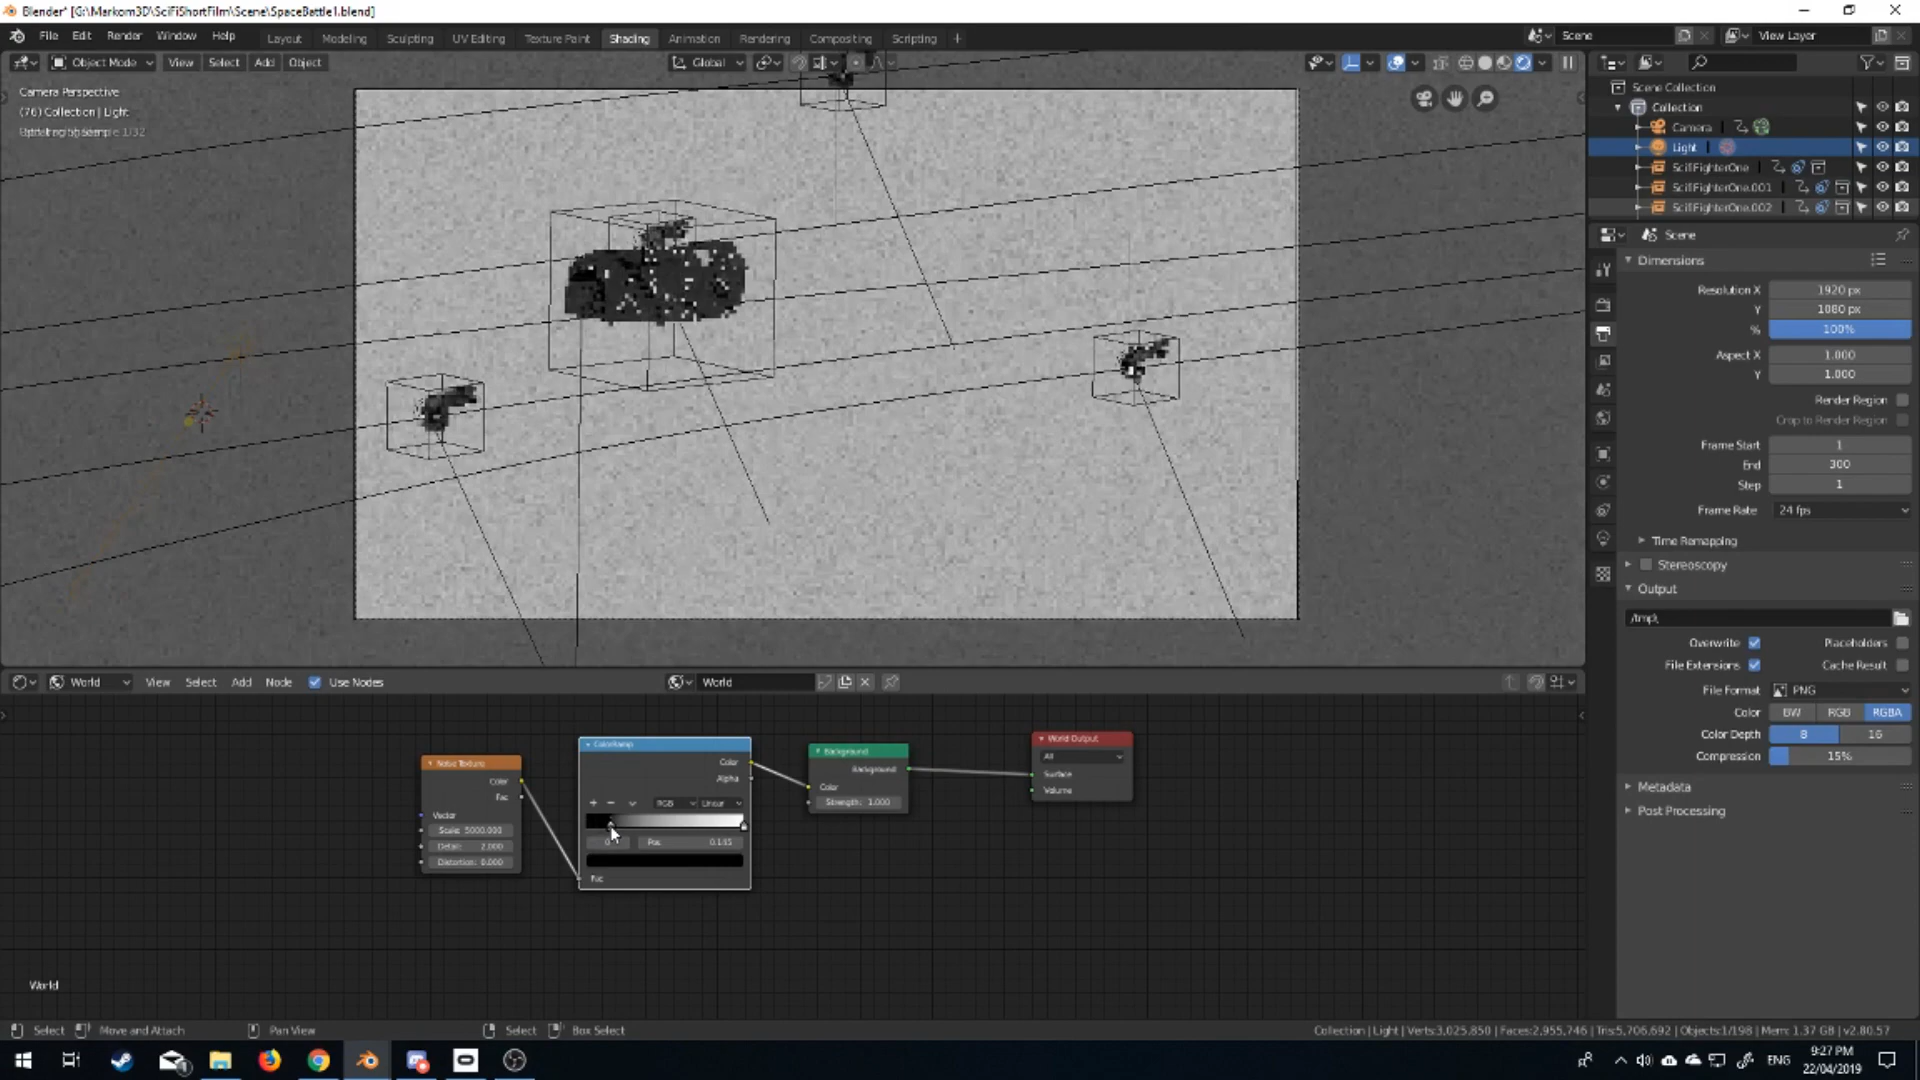 Blender* [G:\Markom3D\SciFiShortFilm\Scene\SpaceBattle1.blend]
File Edit Render Window Help Layout Modeling Sculpting UV Editing Texture Paint Shading Animation Rendering Compositing Scripting + Scene View Layer
Object Mode View Select Add Object Global
Camera Perspective
(76) Collection | Light
Scene Collection
Collection
Camera
Light
ScifiFighterOne
ScifiFighterOne.001
ScifiFighterOne.002
Scene
Dimensions
Resolution X 1920 px
Y 1080 px
% 100%
Aspect X 1.000
Y 1.000
Render Region
Crop to Render Region
Frame Start 1
End 300
Step 1
Frame Rate 24 fps
Time Remapping
Stereoscopy
Output
/tmp\
Overwrite Placeholders
File Extensions Cache Result
File Format PNG
Color BW RGB RGBA
Color Depth 8 16
Compression 15%
Metadata
Post Processing
World View Select Add Node Use Nodes World
Noise Texture
Color
Fac
Vector
Scale: 5000.000
Detail: 2.000
Distortion: 0.000
ColorRamp
Color
Alpha
RGB Linear
Pos: 0.145
Fac
Background
Background
Color
Strength: 1.000
World Output
All
Surface
Volume
World
Select Move and Attach Pan View Select Box Select Collection | Light | Verts:3,025,850 | Faces:2,955,746 | Tris:5,706,692 | Objects:1/198 | Mem: 1.37 GB | v2.80.57
ENG
9:27 PM
22/04/2019